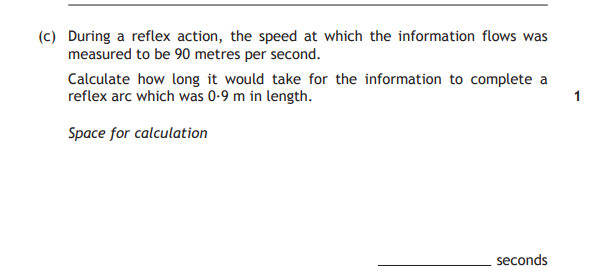 (c) During a reflex action, the speed at which the information flows was
measured to be 90 metres per second.
Calculate how long it would take for the information to complete a
reflex arc which was 0·9 m in length. 1
Space for calculation
seconds